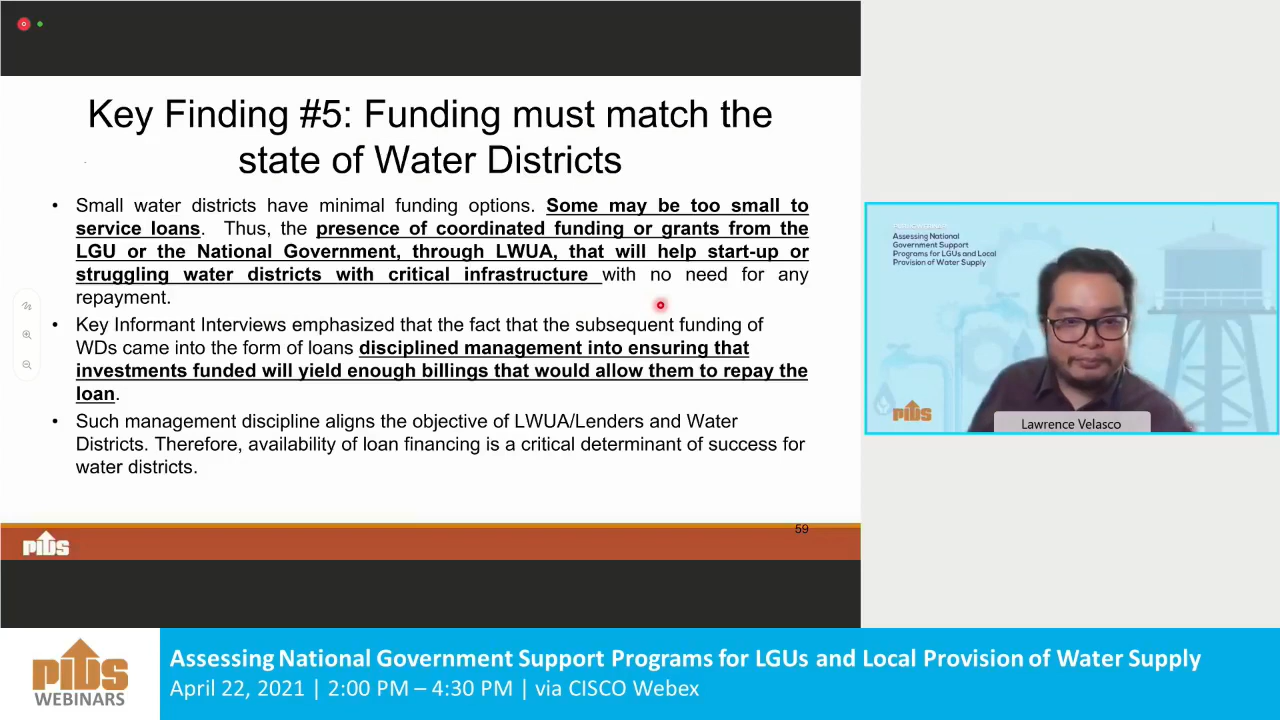 Key Finding #5: Funding must match the
state of Water Districts
• Small water districts have minimal funding options. Some may be too small to
service loans. Thus, the presence of coordinated funding or grants from the
LGU or the National Government, through LWUA, that will help start-up or
struggling water districts with critical infrastructure with no need for any
repayment.
• Key Informant Interviews emphasized that the fact that the subsequent funding of
WDs came into the form of loans disciplined management into ensuring that
investments funded will yield enough billings that would allow them to repay the
loan.
• Such management discipline aligns the objective of LWUA/Lenders and Water
Districts. Therefore, availability of loan financing is a critical determinant of success for
water districts.
59
PIDS
Assessing National
Government Support
Programs for LGUs and Local
Provision of Water Supply
PIDS
Lawrence Velasco
PIDS
WEBINARS
Assessing National Government Support Programs for LGUs and Local Provision of Water Supply
April 22, 2021 | 2:00 PM – 4:30 PM | via CISCO Webex